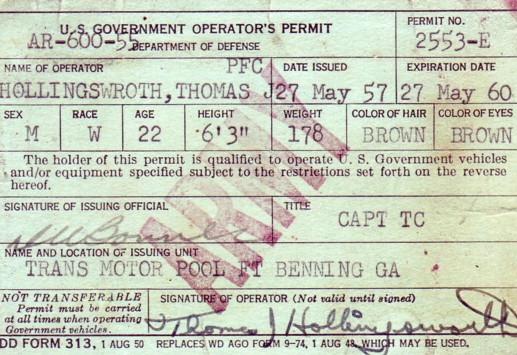 U.S. GOVERNMENT OPERATOR'S PERMIT
AR-600-55 DEPARTMENT OF DEFENSE
PERMIT NO.
2553-E
NAME OF OPERATOR PFC
HOLLINGSWROTH, THOMAS J
DATE ISSUED
27 May 57
EXPIRATION DATE
27 May 60
SEX
M
RACE
W
AGE
22
HEIGHT
6'3"
WEIGHT
178
COLOR OF HAIR
BROWN
COLOR OF EYES
BROWN
The holder of this permit is qualified to operate U. S. Government vehicles
and/or equipment specified subject to the restrictions set forth on the reverse
hereof.
ARMY
SIGNATURE OF ISSUING OFFICIAL
TITLE
CAPT TC
NAME AND LOCATION OF ISSUING UNIT
TRANS MOTOR POOL FT BENNING GA
NOT TRANSFERABLE
Permit must be carried
at all times when operating
Government vehicles.
SIGNATURE OF OPERATOR (Not valid until signed)
Thomas J Hollingsworth
DD FORM 313, 1 AUG 50 REPLACES WD AGO FORM 9-74, 1 AUG 48, WHICH MAY BE USED.